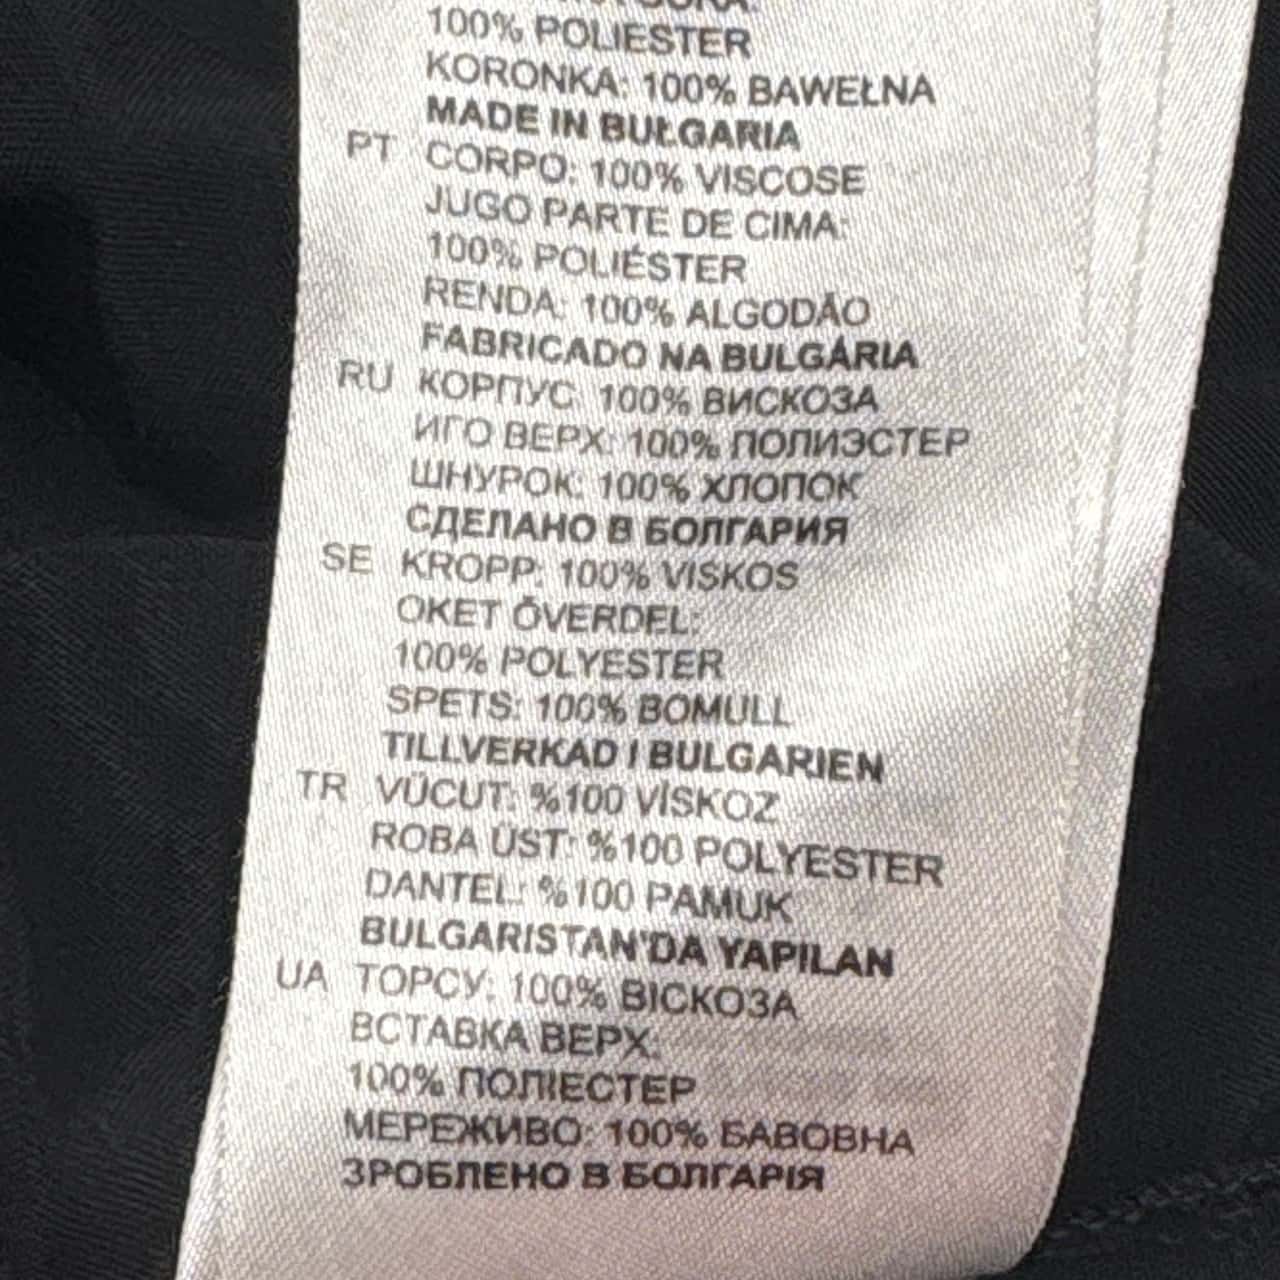 100% POLIESTER
KORONKA: 100% BAWEŁNA
MADE IN BUŁGARIA
PT CORPO: 100% VISCOSE
JUGO PARTE DE CIMA:
100% POLIÉSTER
RENDA: 100% ALGODÃO
FABRICADO NA BULGÁRIA
RU КОРПУС: 100% ВИСКОЗА
ИГО ВЕРХ: 100% ПОЛИЭСТЕР
ШНУРОК: 100% ХЛОПОК
СДЕЛАНО В БОЛГАРИЯ
SE KROPP: 100% VISKOS
OKET ÖVERDEL:
100% POLYESTER
SPETS: 100% BOMULL
TILLVERKAD I BULGARIEN
TR VÜCUT: %100 VİSKOZ
ROBA ÜST: %100 POLYESTER
DANTEL: %100 PAMUK
BULGARISTAN'DA YAPILAN
UA ТОРСУ: 100% ВІСКОЗА
ВСТАВКА ВЕРХ:
100% ПОЛІЕСТЕР
МЕРЕЖИВО: 100% БАВОВНА
ЗРОБЛЕНО В БОЛГАРІЯ